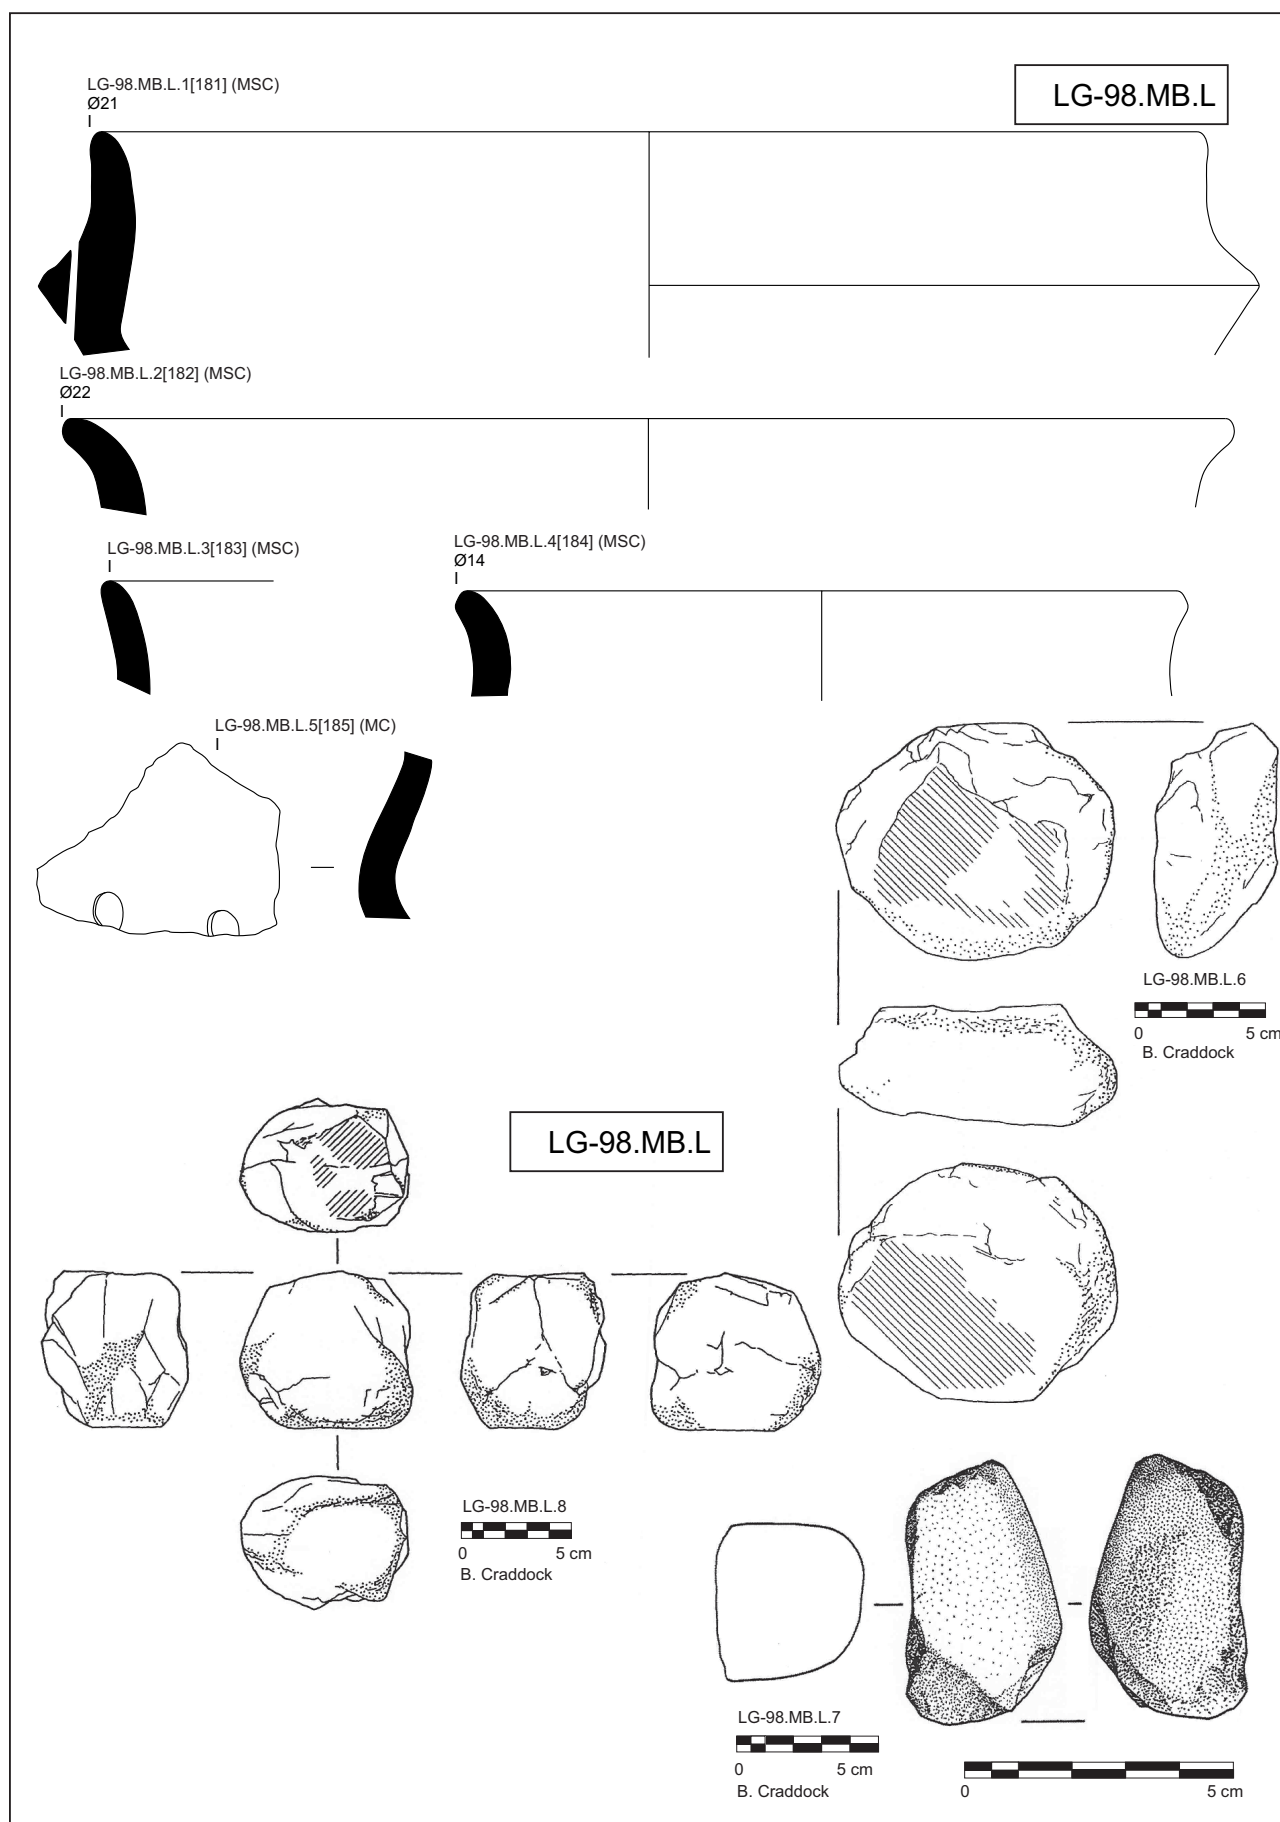 LG-98.MB.L.1[181] (MSC)
Ø21
LG-98.MB.L
LG-98.MB.L.2[182] (MSC)
Ø22
LG-98.MB.L.3[183] (MSC)
LG-98.MB.L.4[184] (MSC)
Ø14
LG-98.MB.L.5[185] (MC)
LG-98.MB.L.6
0 5 cm
B. Craddock
LG-98.MB.L
LG-98.MB.L.8
0 5 cm
B. Craddock
LG-98.MB.L.7
0 5 cm
B. Craddock
0 5 cm